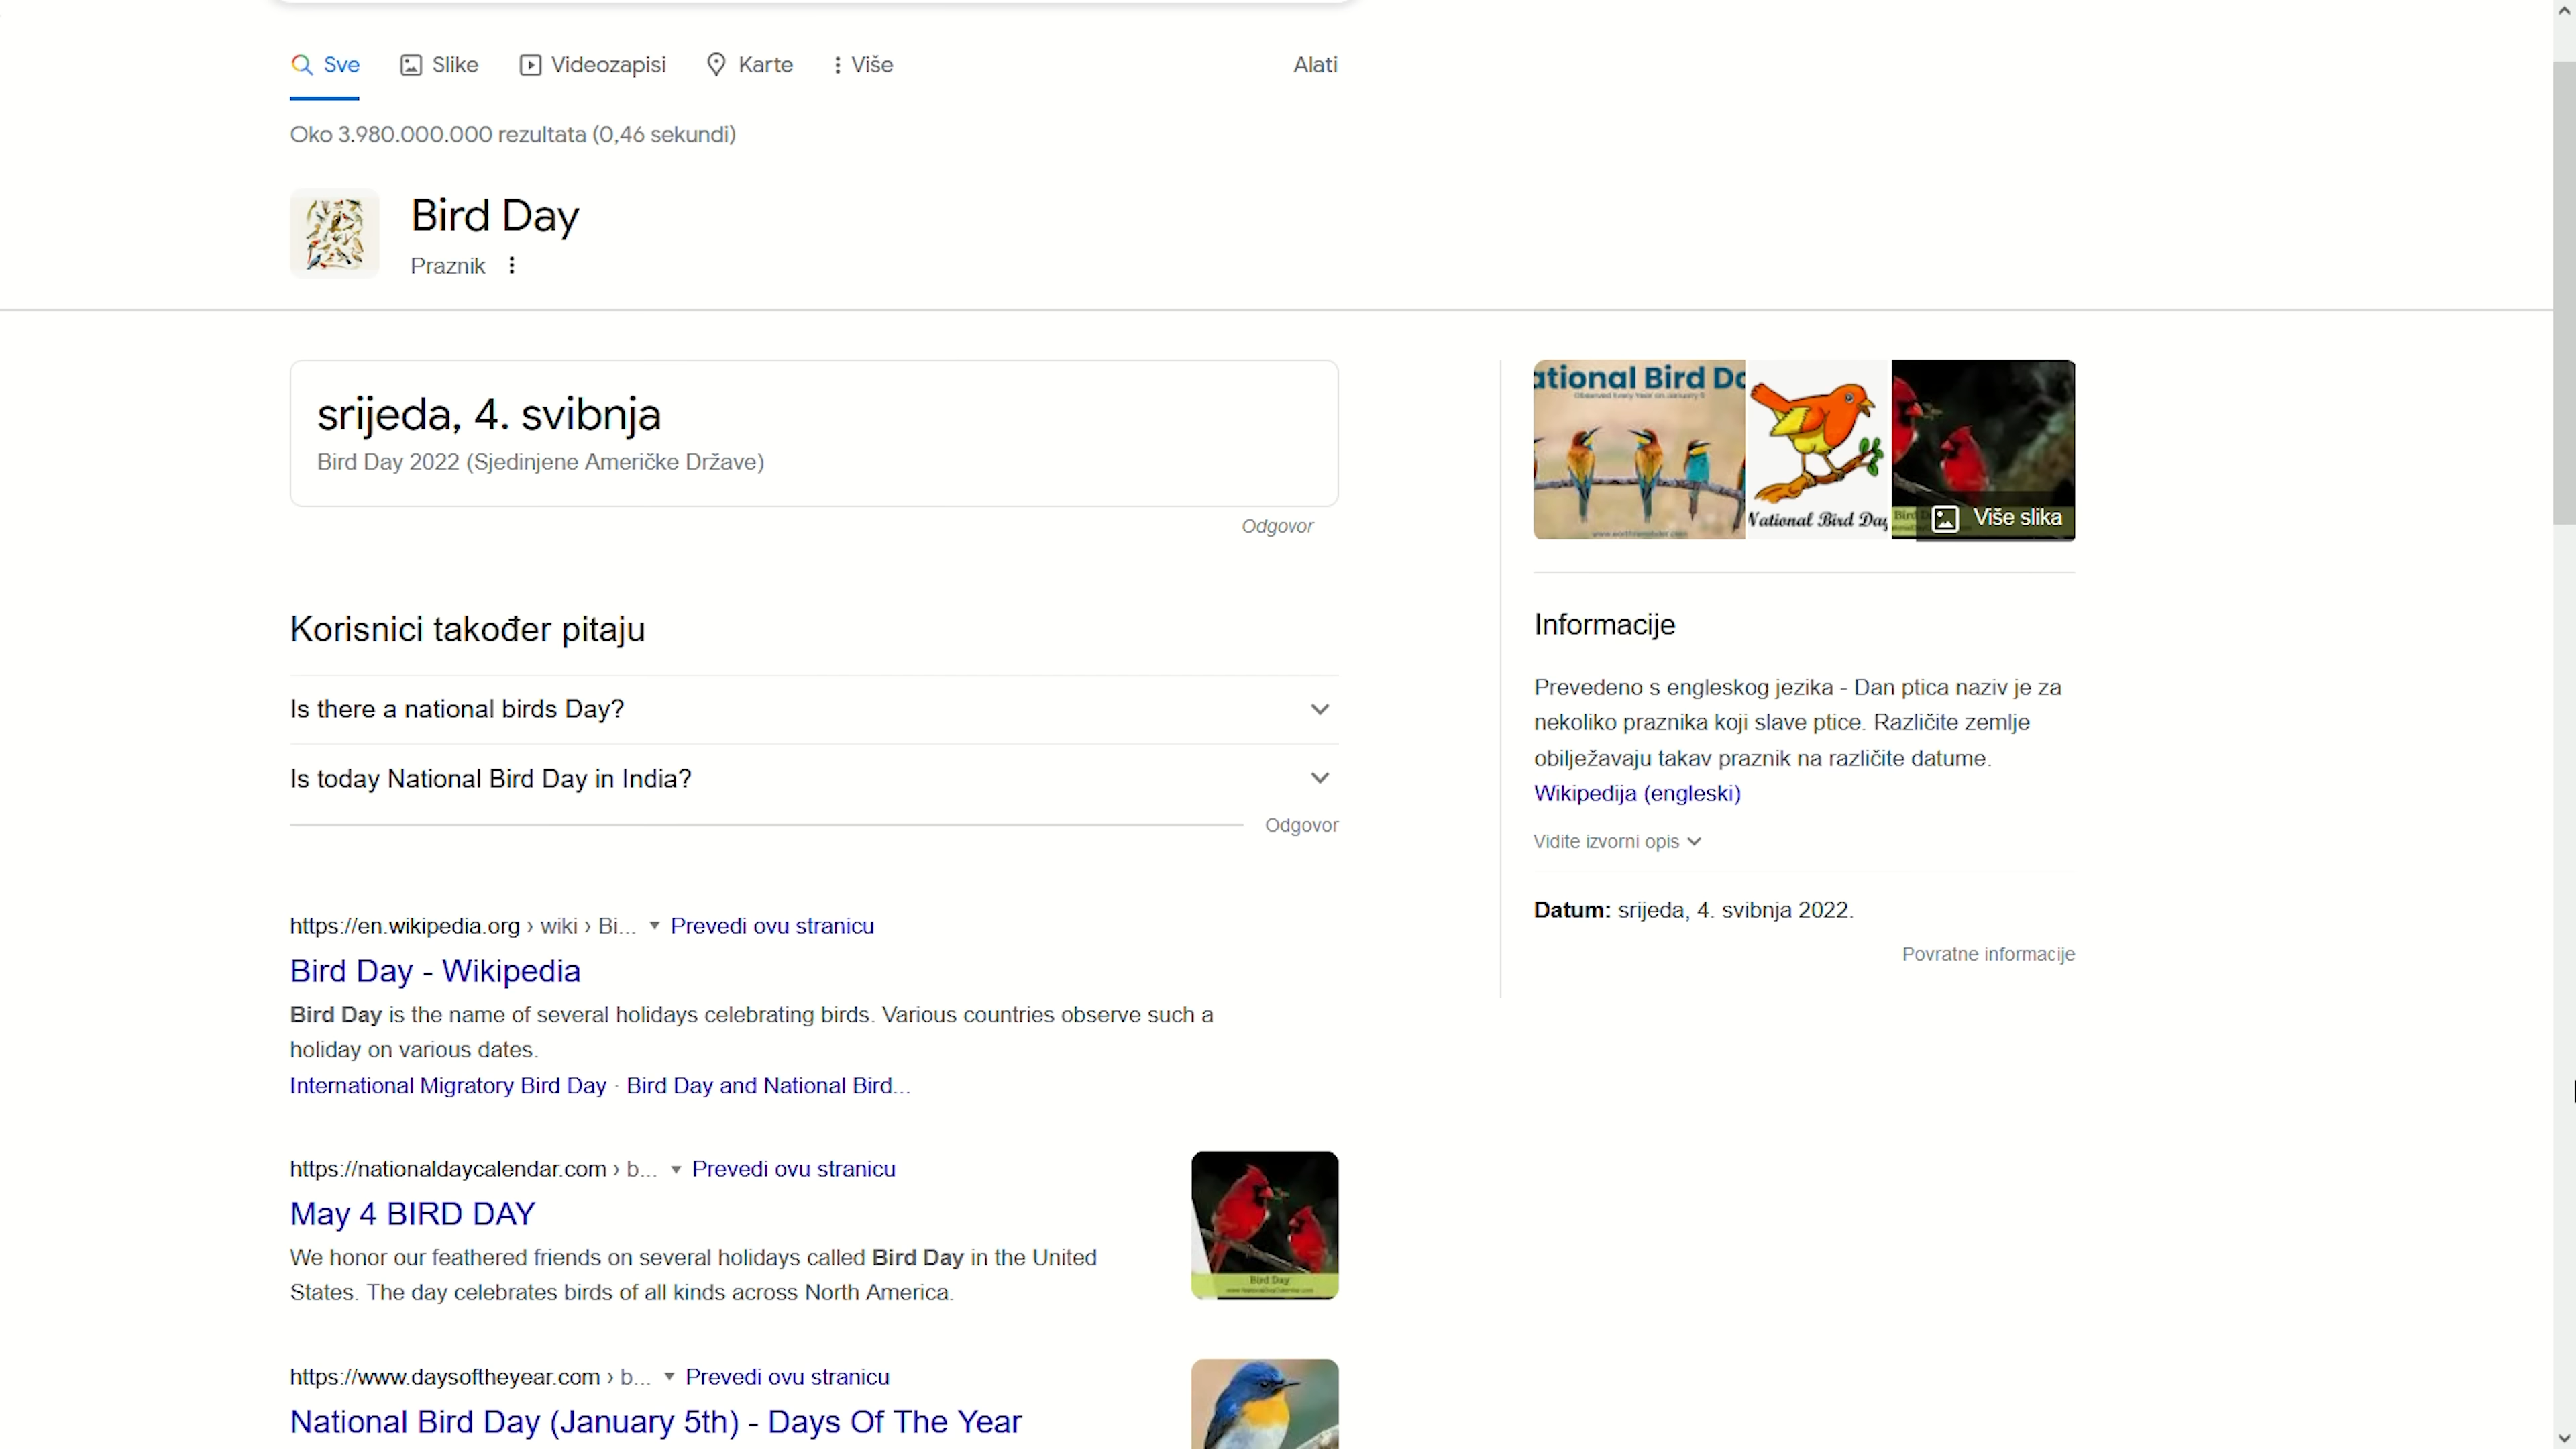 Sve Slike Videozapisi Karte Više Alati
Oko 3.980.000.000 rezultata (0,46 sekundi)
Bird Day
Praznik
srijeda, 4. svibnja
Bird Day 2022 (Sjedinjene Američke Države)
Odgovor
Korisnici također pitaju
Is there a national birds Day?
Is today National Bird Day in India?
Odgovor
https://en.wikipedia.org › wiki › Bi... Prevedi ovu stranicu
Bird Day - Wikipedia
Bird Day is the name of several holidays celebrating birds. Various countries observe such a
holiday on various dates.
International Migratory Bird Day · Bird Day and National Bird...
https://nationaldaycalendar.com › b... Prevedi ovu stranicu
May 4 BIRD DAY
We honor our feathered friends on several holidays called Bird Day in the United
States. The day celebrates birds of all kinds across North America.
Bird Day
https://www.daysoftheyear.com › b... Prevedi ovu stranicu
National Bird Day (January 5th) - Days Of The Year
ational Bird Da
Observed Every Year on January 5
National Bird Day
Bird
Više slika
Informacije
Prevedeno s engleskog jezika - Dan ptica naziv je za
nekoliko praznika koji slave ptice. Različite zemlje
obilježavaju takav praznik na različite datume.
Wikipedija (engleski)
Vidite izvorni opis
Datum: srijeda, 4. svibnja 2022.
Povratne informacije